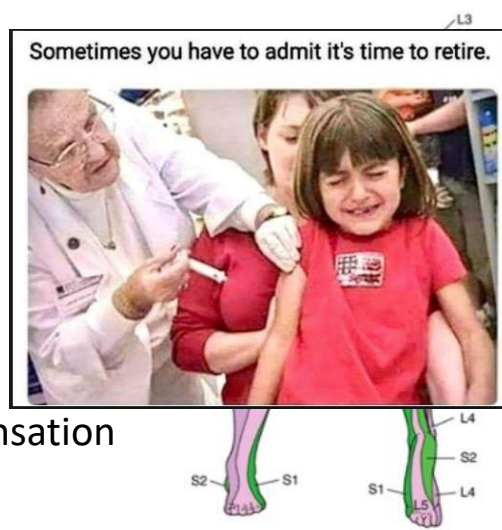 L3
Sometimes you have to admit it's time to retire.
nsation
L4
S2
S2
S1
S1
L5
L4